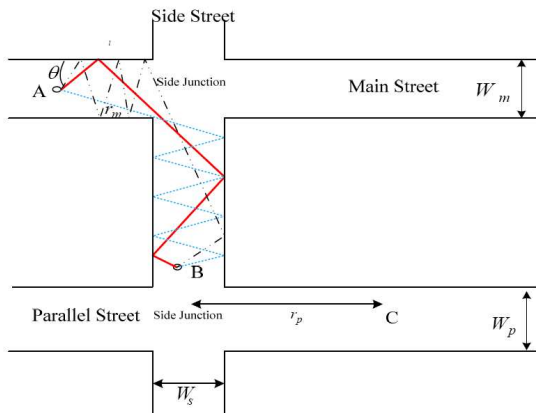 Side Street
θ
A
r_m
Side Junction
Main Street
W_m
B
Parallel Street
Side Junction
r_p
C
W_p
W_s